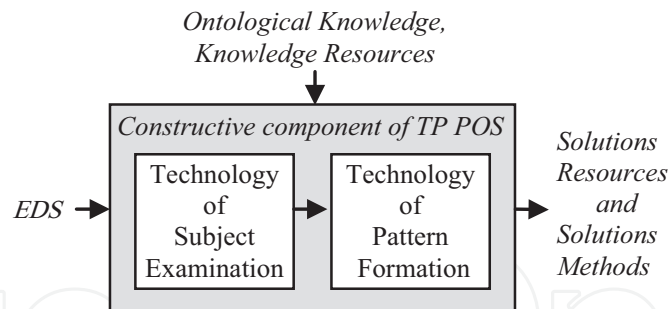 Ontological Knowledge,
Knowledge Resources
Constructive component of TP POS
EDS
Technology
of
Subject
Examination
Technology
of
Pattern
Formation
Solutions
Resources
and
Solutions
Methods